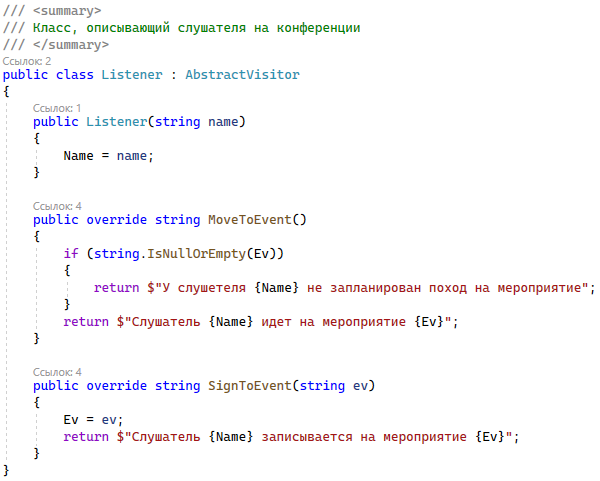 /// <summary>
/// Класс, описывающий слушателя на конференции
/// </summary>
Ссылок: 2
public class Listener : AbstractVisitor
{
Ссылок: 1
public Listener(string name)
{
Name = name;
}
Ссылок: 4
public override string MoveToEvent()
{
if (string.IsNullOrEmpty(Ev))
{
return $"У слушетеля {Name} не запланирован поход на мероприятие";
}
return $"Слушатель {Name} идет на мероприятие {Ev}";
}
Ссылок: 4
public override string SignToEvent(string ev)
{
Ev = ev;
return $"Слушатель {Name} записывается на мероприятие {Ev}";
}
}